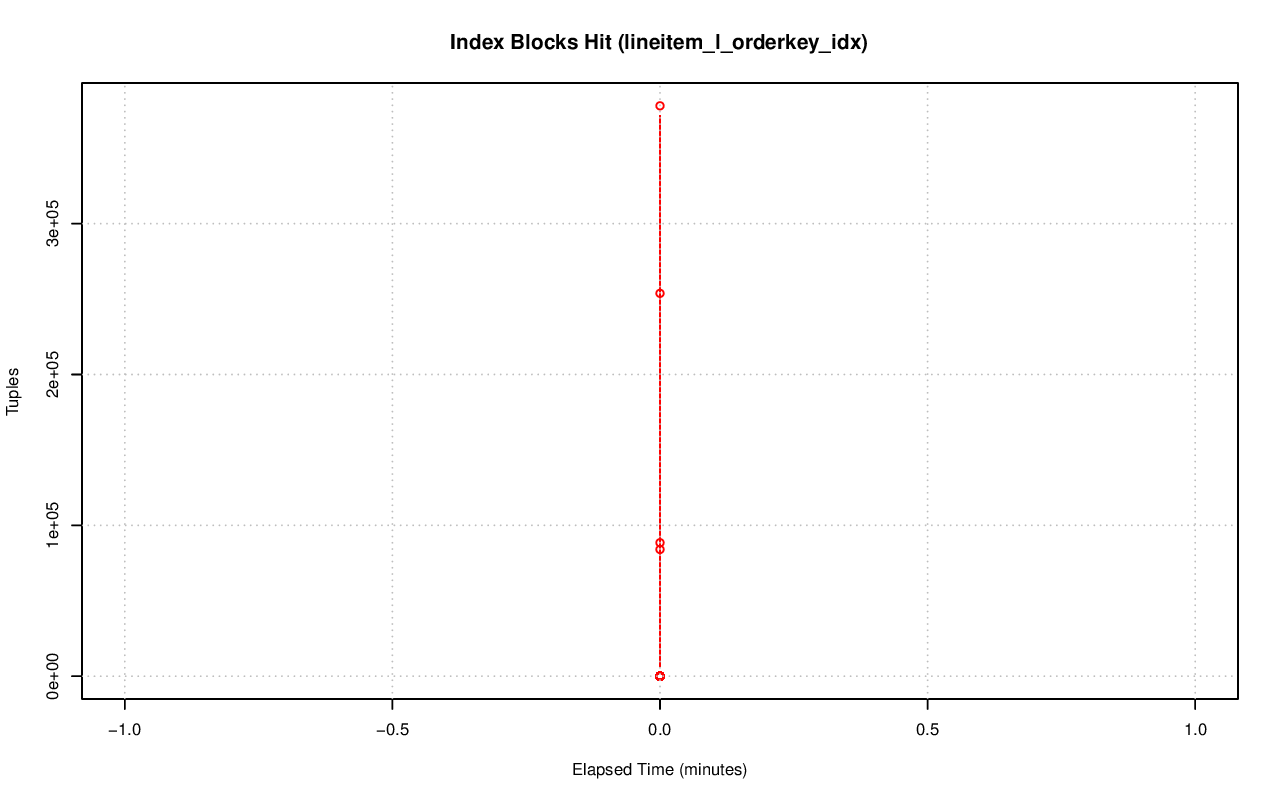 Index Blocks Hit (lineitem_l_orderkey_idx)
Tuples
3e+05
2e+05
1e+05
0e+00
−1.0 −0.5 0.0 0.5 1.0
Elapsed Time (minutes)